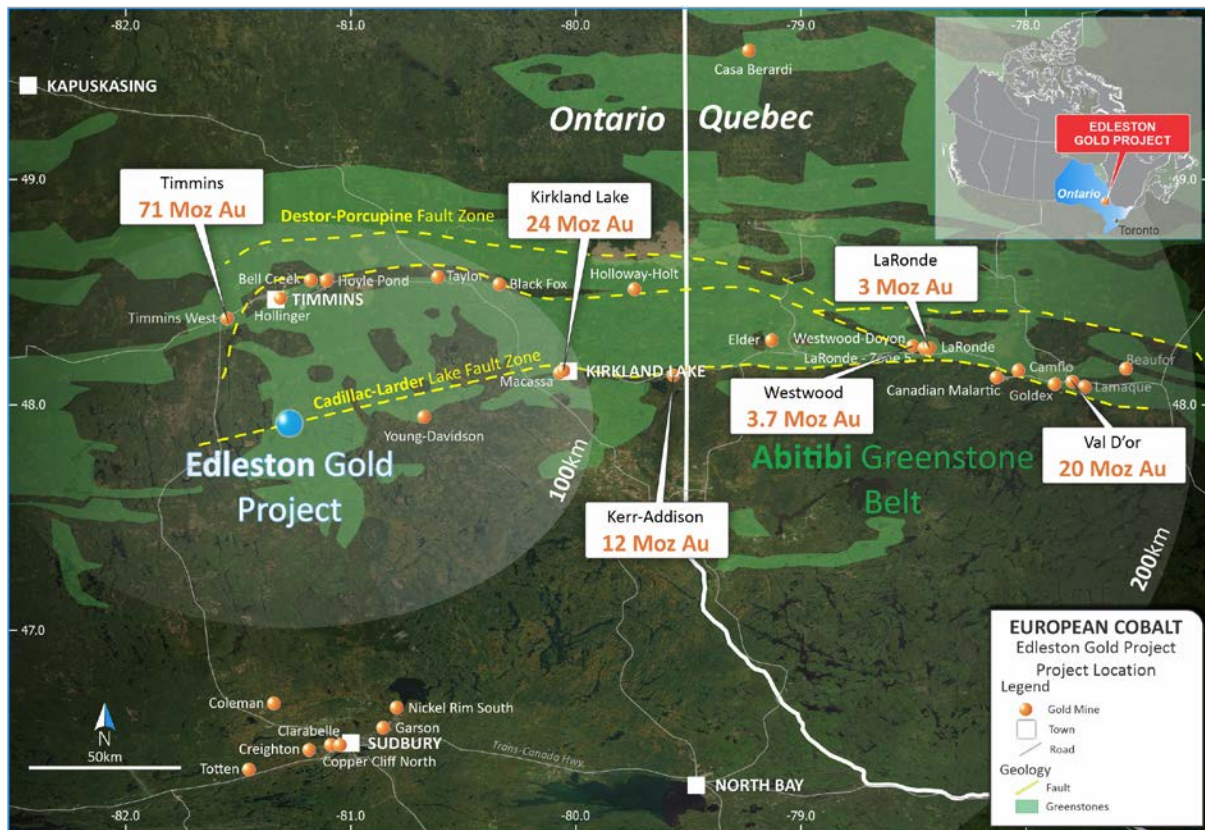 -82.0
-81.0
-80.0
-79.0
-78.0
KAPUSKASING
Casa Berardi
Ontario
Quebec
EDLESTON
GOLD PROJECT
Ontario
Toronto
49.0
49.0
Timmins
71 Moz Au
Destor-Porcupine Fault Zone
Kirkland Lake
24 Moz Au
Bell Creek
Hoyle Pond
Taylor
Black Fox
Holloway-Holt
LaRonde
3 Moz Au
TIMMINS
Hollinger
Timmins West
Elder
Westwood-Doyon
LaRonde
LaRonde - Zone 5
Cadillac-Larder Lake Fault Zone
Macassa
KIRKLAND LAKE
Camflo
Beaufor
Canadian Malartic
Goldex
Lamaque
48.0
48.0
Young-Davidson
Westwood
3.7 Moz Au
Edleston Gold
Project
100km
Abitibi Greenstone
Belt
Val D'or
20 Moz Au
Kerr-Addison
12 Moz Au
200km
47.0
EUROPEAN COBALT
Edleston Gold Project
Project Location
Legend
Gold Mine
Town
Road
Geology
Fault
Greenstones
Coleman
Nickel Rim South
Clarabelle
Garson
Creighton
SUDBURY
Copper Cliff North
Totten
Trans-Canada Hwy.
NORTH BAY
N
50km
-82.0
-81.0
-80.0
-79.0